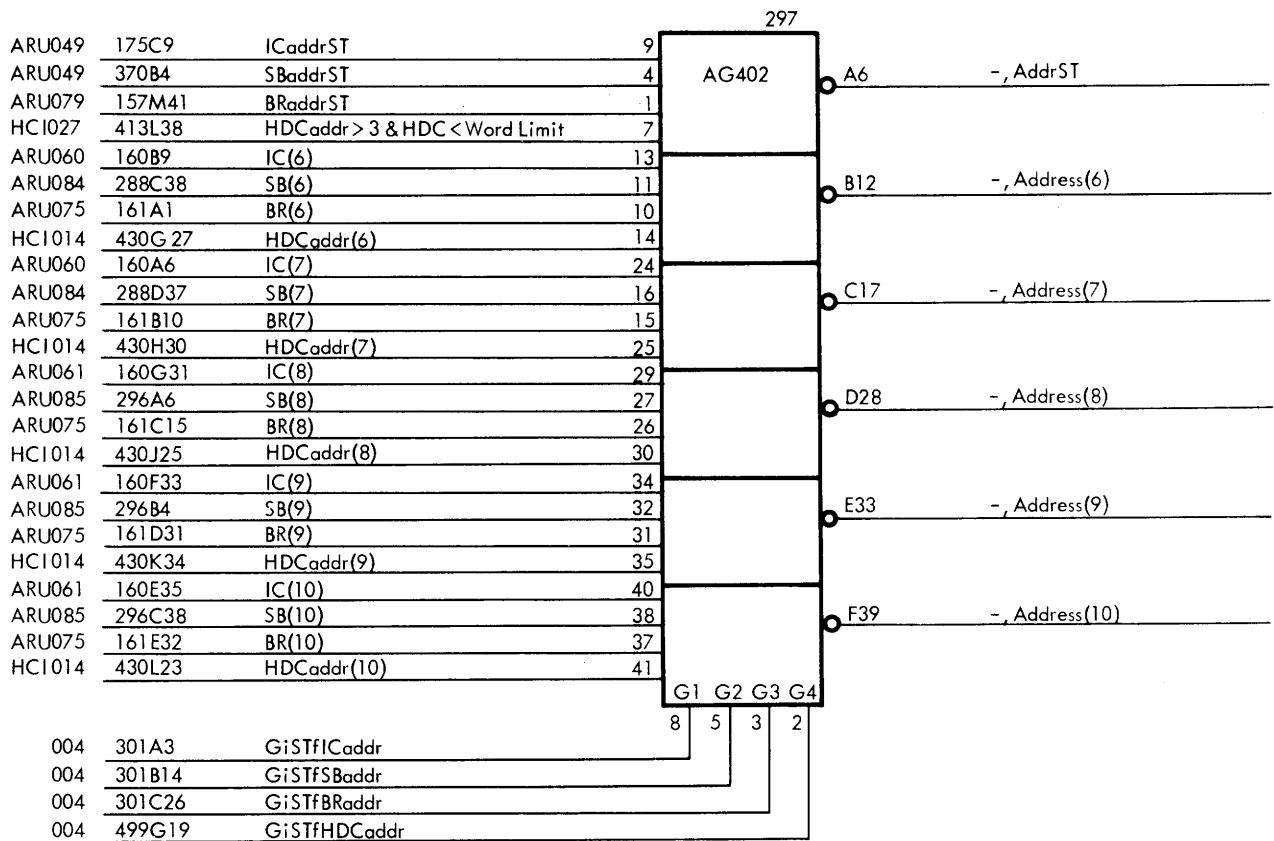 297
ARU049 175C9 ICaddrST 9
ARU049 370B4 SBaddrST 4 AG402 A6 -, AddrST
ARU079 157M41 BRaddrST 1
HCI027 413L38 HDCaddr>3 & HDC<Word Limit 7
ARU060 160B9 IC(6) 13
ARU084 288C38 SB(6) 11 B12 -, Address(6)
ARU075 161A1 BR(6) 10
HCI014 430G27 HDCaddr(6) 14
ARU060 160A6 IC(7) 24
ARU084 288D37 SB(7) 16 C17 -, Address(7)
ARU075 161B10 BR(7) 15
HCI014 430H30 HDCaddr(7) 25
ARU061 160G31 IC(8) 29
ARU085 296A6 SB(8) 27 D28 -, Address(8)
ARU075 161C15 BR(8) 26
HCI014 430J25 HDCaddr(8) 30
ARU061 160F33 IC(9) 34
ARU085 296B4 SB(9) 32 E33 -, Address(9)
ARU075 161D31 BR(9) 31
HCI014 430K34 HDCaddr(9) 35
ARU061 160E35 IC(10) 40
ARU085 296C38 SB(10) 38 F39 -, Address(10)
ARU075 161E32 BR(10) 37
HCI014 430L23 HDCaddr(10) 41
G1 G2 G3 G4
8 5 3 2
004 301A3 GiSTfICaddr
004 301B14 GiSTfSBaddr
004 301C26 GiSTfBRaddr
004 499G19 GiSTfHDCaddr